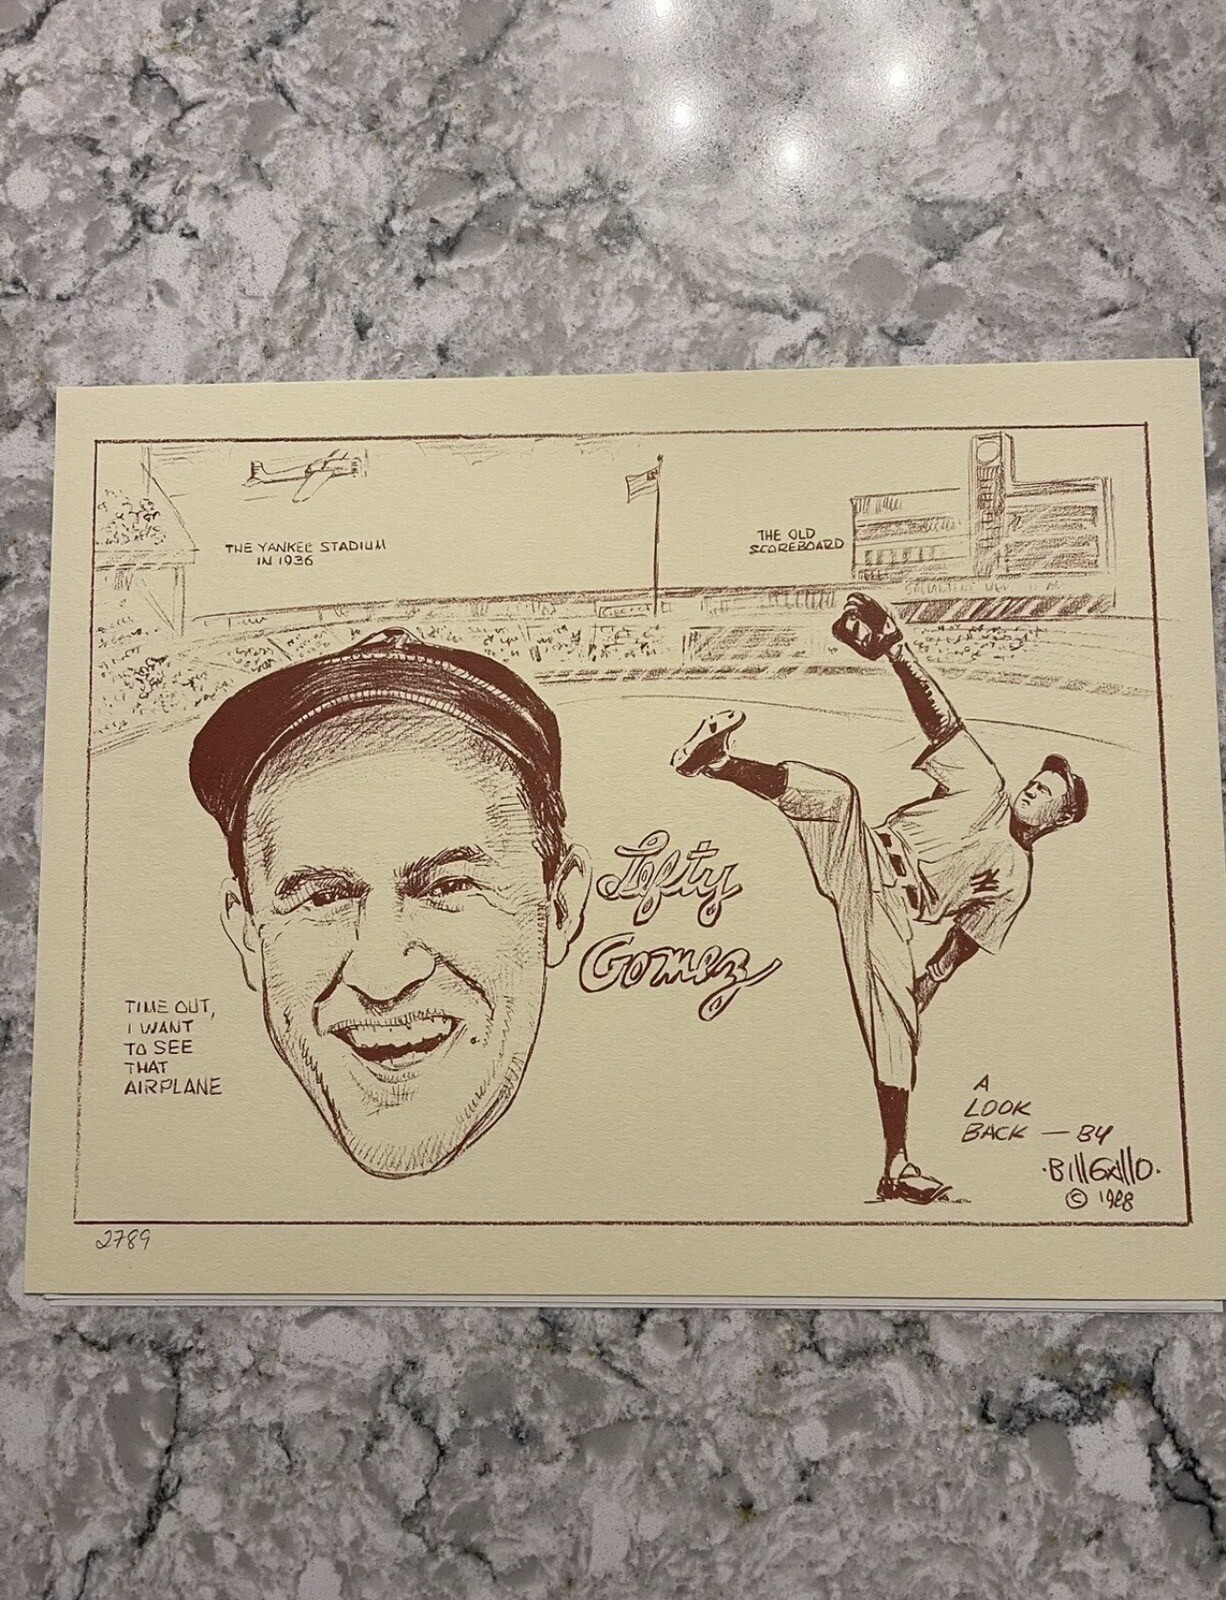 THE YANKEE STADIUM
IN 1936
THE OLD
SCOREBOARD
Lefty
Gomez
TIME OUT,
I WANT
TO SEE
THAT
AIRPLANE
A
LOOK
BACK — BY
·Bill Gallo·
© 1988
2789